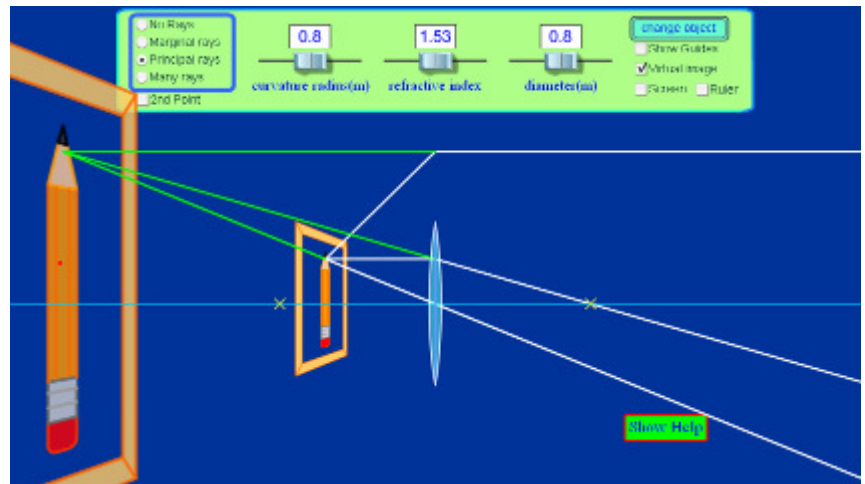 No Rays
Marginal rays
Principal rays
Many rays
2nd Point
0.8
curvature radius(m)
1.53
refractive index
0.8
diameter(m)
change object
Show Guides
Virtual Image
Screen Ruler
Show Help